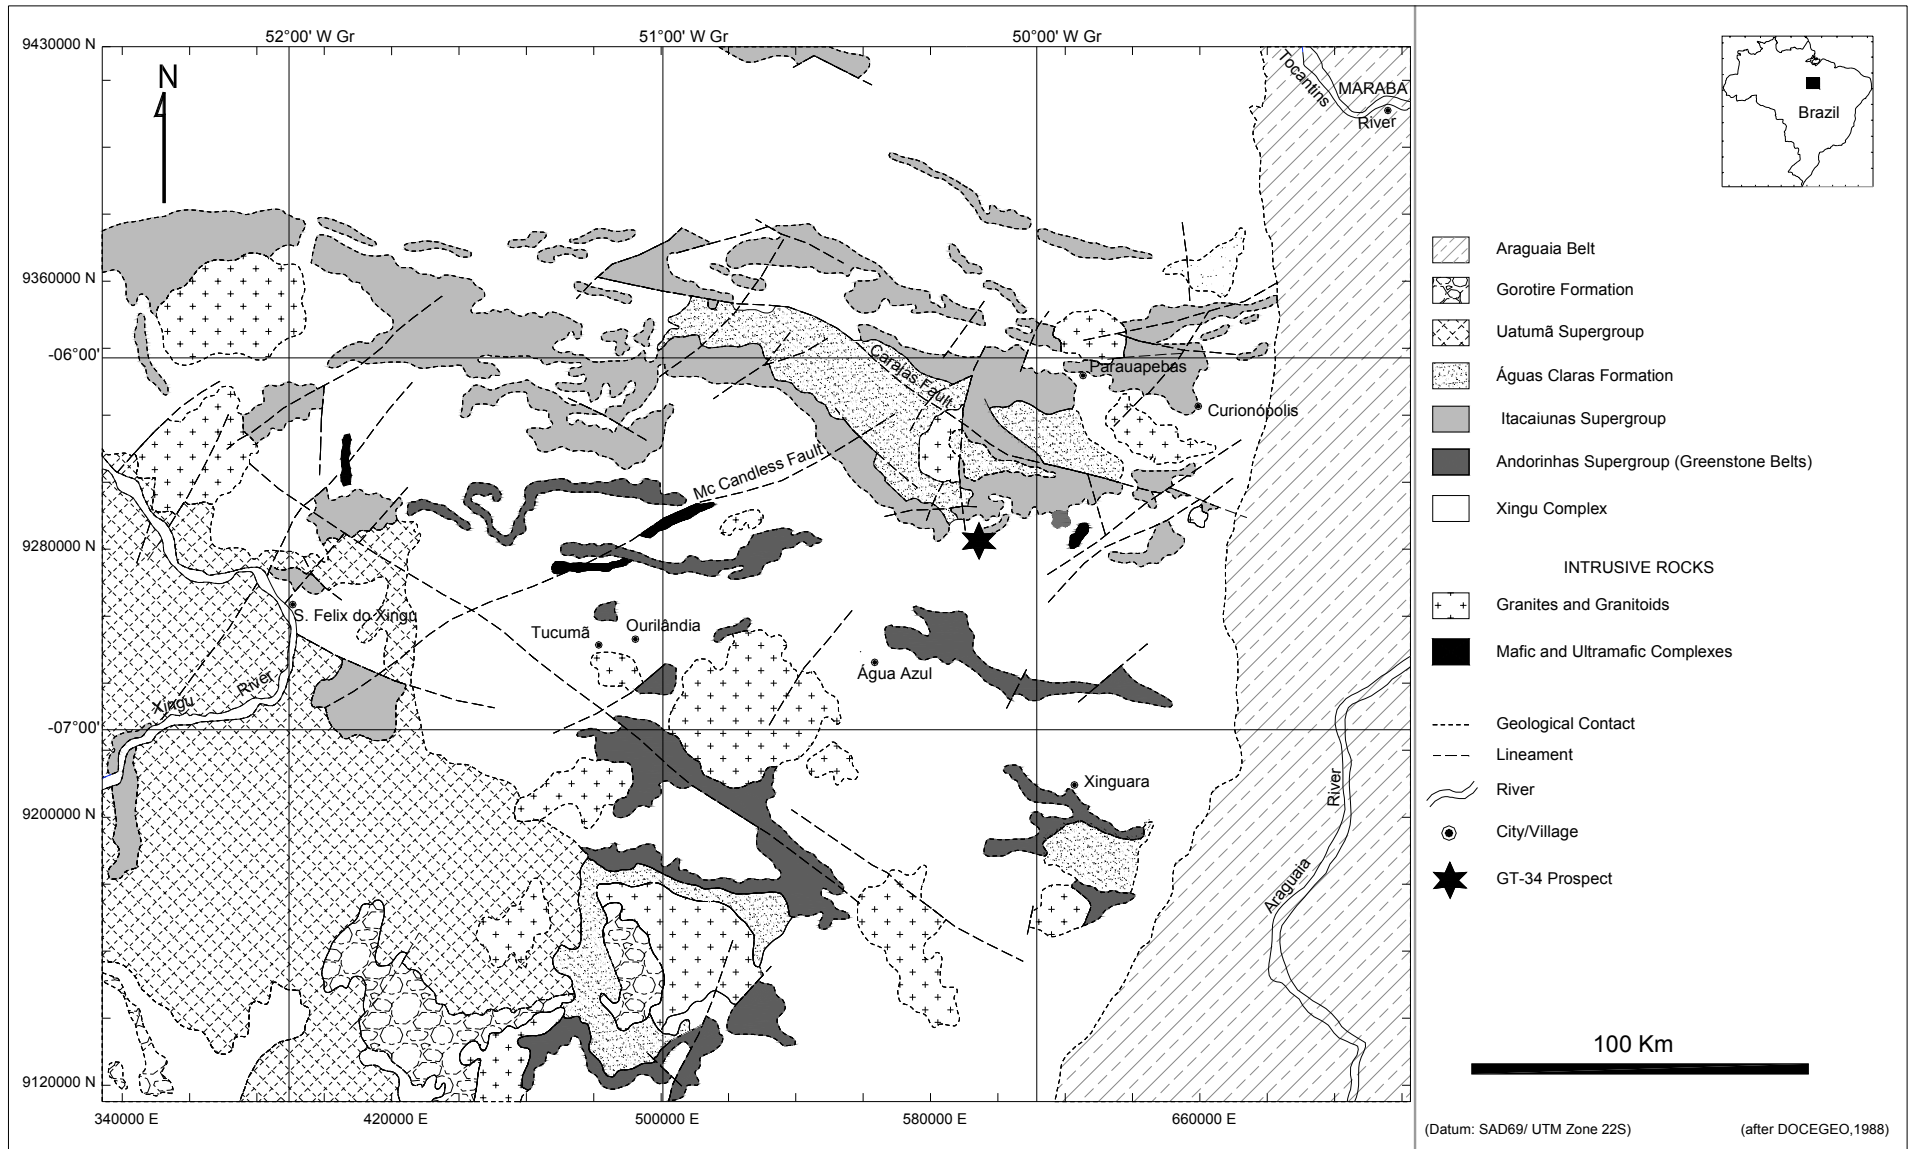 52°00' W Gr
51°00' W Gr
50°00' W Gr
9430000 N
9360000 N
-06°00'
9280000 N
-07°00'
9200000 N
9120000 N
340000 E
420000 E
500000 E
580000 E
660000 E
N
Tocantins
MARABA
River
Carajas Fault
Parauapebas
Curionópolis
Mc Candless Fault
S. Felix do Xingu
Tucumã
Ourilândia
Água Azul
Xingu
River
Xinguara
River
Araguaia
Brazil
Araguaia Belt
Gorotire Formation
Uatumã Supergroup
Águas Claras Formation
Itacaiunas Supergroup
Andorinhas Supergroup (Greenstone Belts)
Xingu Complex
INTRUSIVE ROCKS
Granites and Granitoids
Mafic and Ultramafic Complexes
Geological Contact
Lineament
River
City/Village
GT-34 Prospect
100 Km
(Datum: SAD69/ UTM Zone 22S)
(after DOCEGEO,1988)